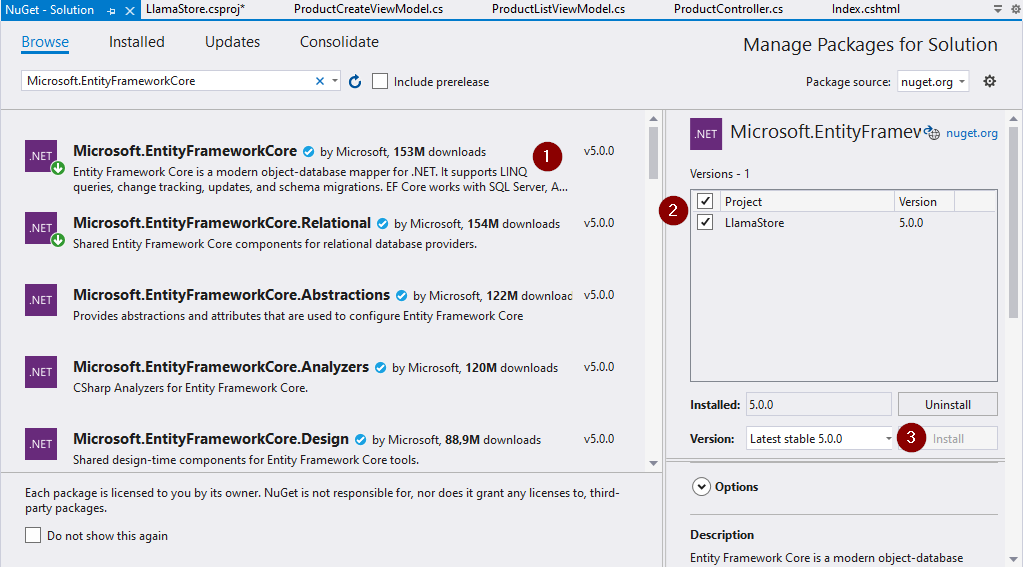 NuGet - Solution LlamaStore.csproj* ProductCreateViewModel.cs ProductListViewModel.cs ProductController.cs Index.cshtml
Browse Installed Updates Consolidate
Manage Packages for Solution
Microsoft.EntityFrameworkCore Include prerelease
Package source: nuget.org
.NET Microsoft.EntityFrameworkCore by Microsoft, 153M downloads v5.0.0
1
Entity Framework Core is a modern object-database mapper for .NET. It supports LINQ
queries, change tracking, updates, and schema migrations. EF Core works with SQL Server, A...
.NET Microsoft.EntityFrameworkCore.Relational by Microsoft, 154M downloads v5.0.0
Shared Entity Framework Core components for relational database providers.
.NET Microsoft.EntityFrameworkCore.Abstractions by Microsoft, 122M downloac v5.0.0
Provides abstractions and attributes that are used to configure Entity Framework Core
.NET Microsoft.EntityFrameworkCore.Analyzers by Microsoft, 120M downloads v5.0.0
CSharp Analyzers for Entity Framework Core.
.NET Microsoft.EntityFrameworkCore.Design by Microsoft, 88,9M downloads v5.0.0
Shared design-time components for Entity Framework Core tools.
Each package is licensed to you by its owner. NuGet is not responsible for, nor does it grant any licenses to, third-
party packages.
Do not show this again
.NET Microsoft.EntityFramew nuget.org
Versions - 1
2
Project Version
LlamaStore 5.0.0
Installed: 5.0.0 Uninstall
Version: Latest stable 5.0.0 3 Install
Options
Description
Entity Framework Core is a modern object-database